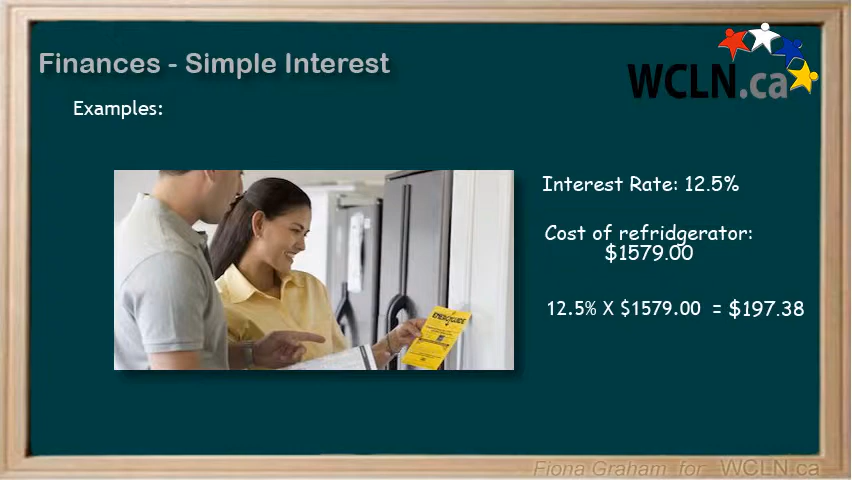 Finances - Simple Interest
WCLN.ca
Examples:
Interest Rate: 12.5%
Cost of refridgerator:
$1579.00
12.5% X $1579.00 = $197.38
ENERGUIDE
Fiona Graham for WCLN.ca